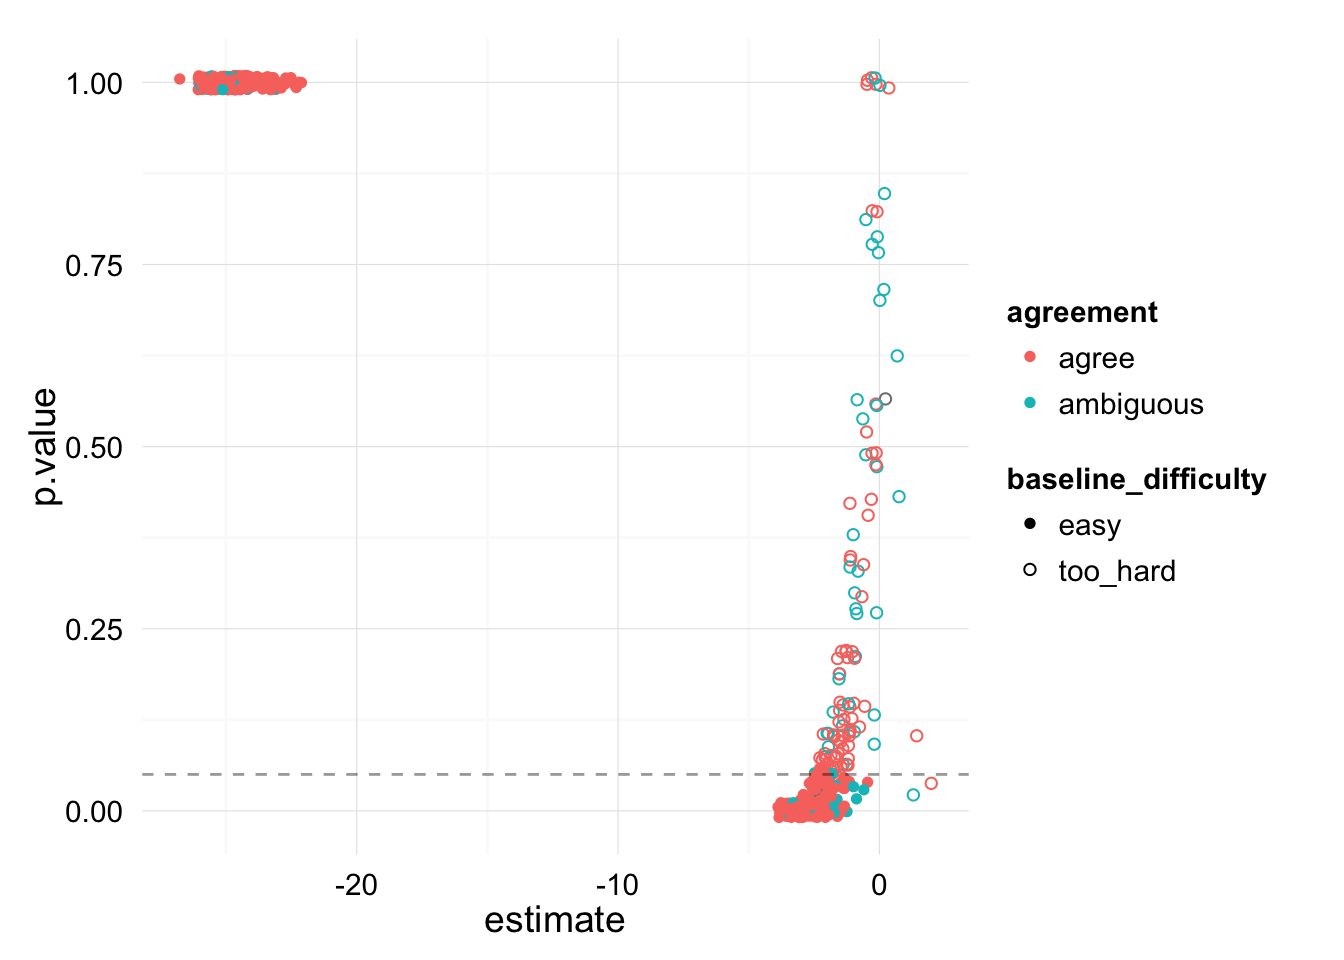 1.00
0.75
0.50
0.25
0.00
p.value
-20
-10
0
estimate
agreement
agree
ambiguous
baseline_difficulty
easy
too_hard